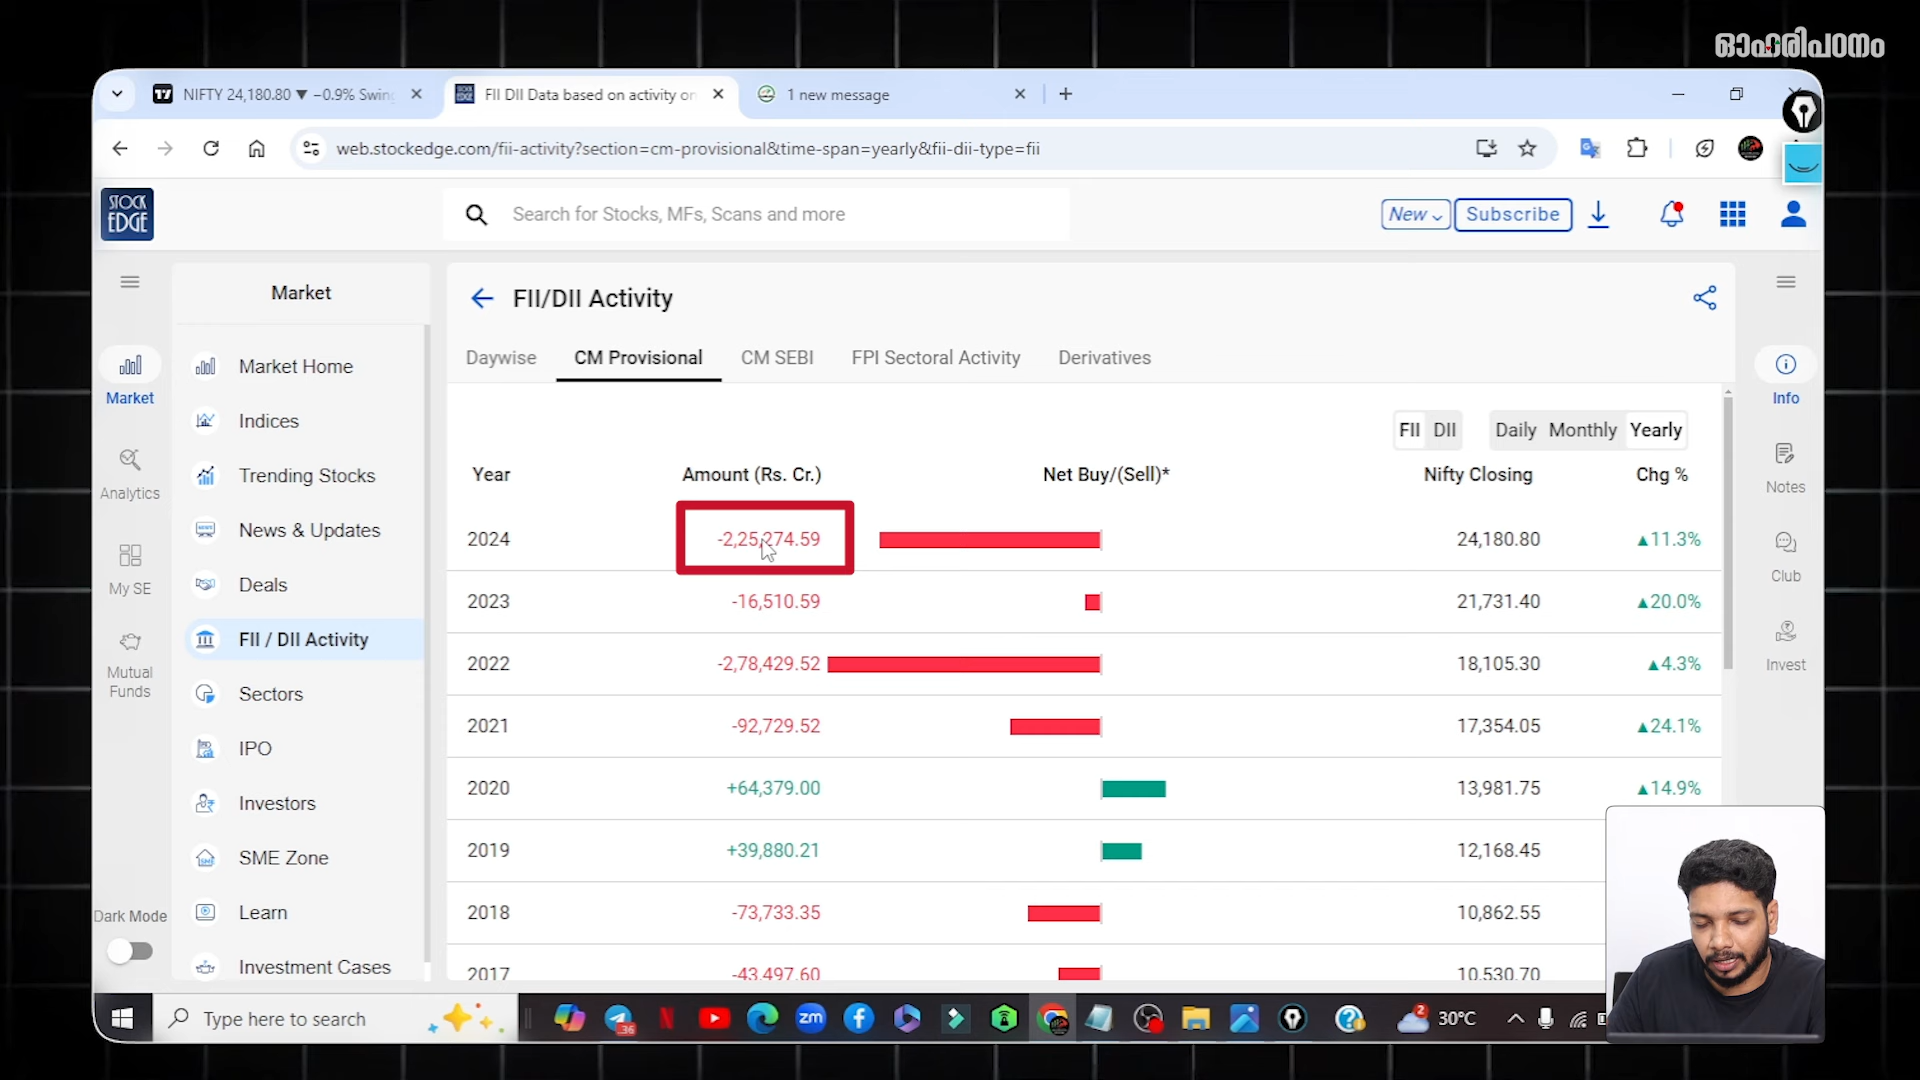 ഓഹരിപഠനം
NIFTY 24,180.80 ▼ −0.9% Swing
FII DII Data based on activity on
1 new message
web.stockedge.com/fii-activity?section=cm-provisional&time-span=yearly&fii-dii-type=fii
STOCK EDGE
Search for Stocks, MFs, Scans and more
New
Subscribe
Market
Analytics
My SE
Mutual Funds
Dark Mode
Market
Market Home
Indices
Trending Stocks
News & Updates
Deals
FII / DII Activity
Sectors
IPO
Investors
SME Zone
Learn
Investment Cases
FII/DII Activity
Daywise CM Provisional CM SEBI FPI Sectoral Activity Derivatives
FII DII Daily Monthly Yearly
Year Amount (Rs. Cr.) Net Buy/(Sell)* Nifty Closing Chg %
2024 -2,25,274.59 24,180.80 ▲11.3%
2023 -16,510.59 21,731.40 ▲20.0%
2022 -2,78,429.52 18,105.30 ▲4.3%
2021 -92,729.52 17,354.05 ▲24.1%
2020 +64,379.00 13,981.75 ▲14.9%
2019 +39,880.21 12,168.45
2018 -73,733.35 10,862.55
2017 -43,497.60 10,530.70
Info
Notes
Club
Invest
Type here to search
36
zm
2
30°C